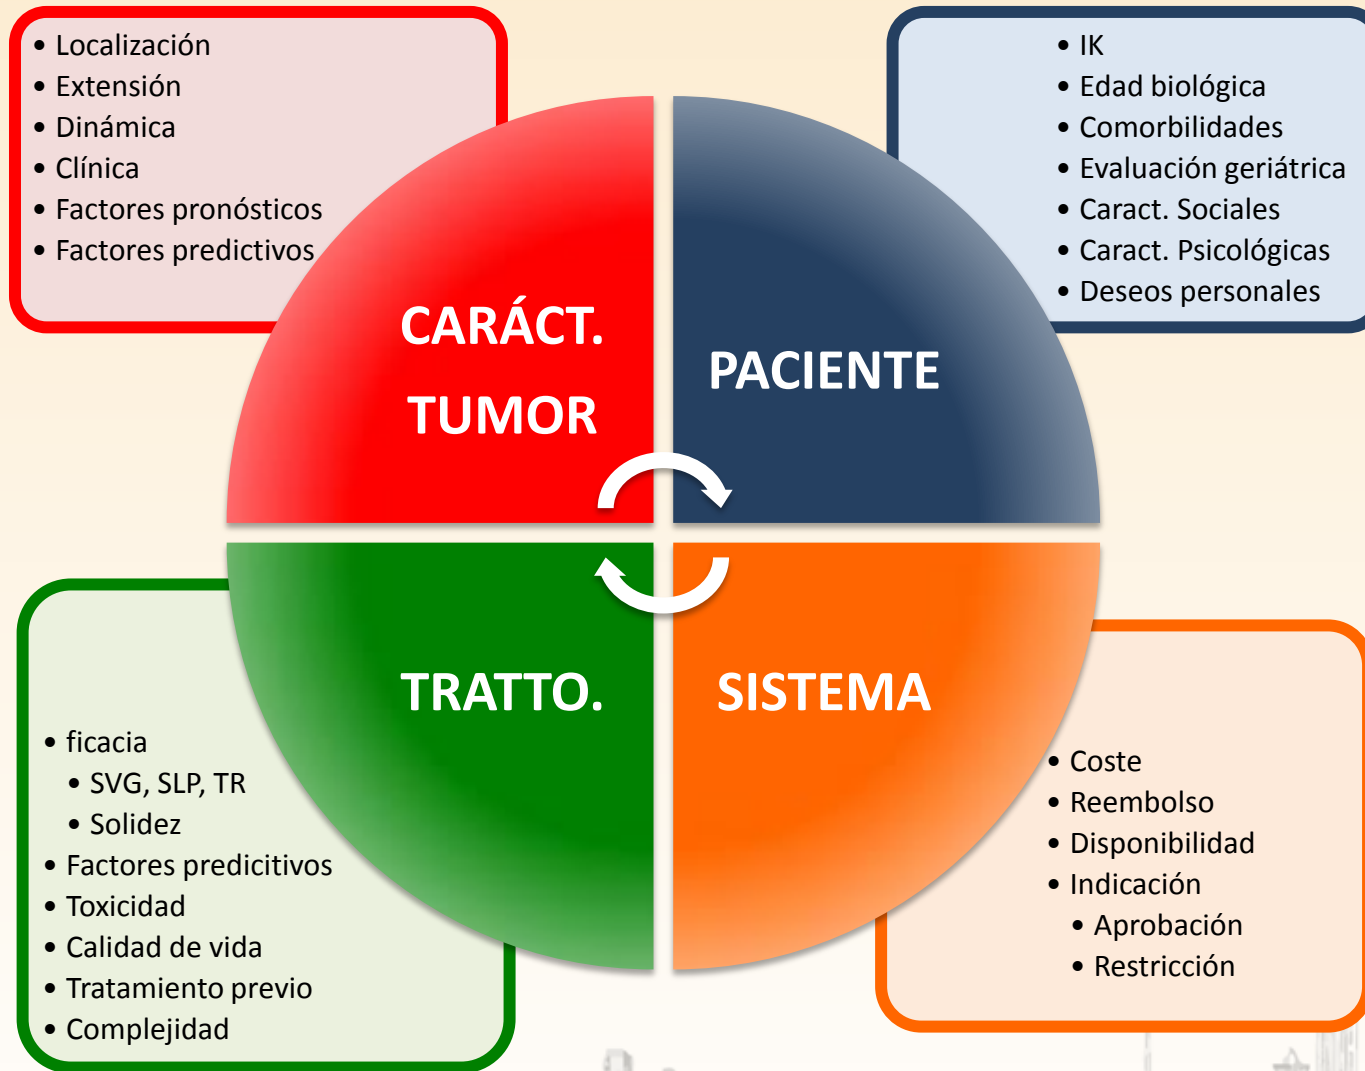 • Localización
• Extensión
• Dinámica
• Clínica
• Factores pronósticos
• Factores predictivos
CARÁCT.
TUMOR
• IK
• Edad biológica
• Comorbilidades
• Evaluación geriátrica
• Caract. Sociales
• Caract. Psicológicas
• Deseos personales
PACIENTE
TRATTO.
• ficacia
• SVG, SLP, TR
• Solidez
• Factores predicitivos
• Toxicidad
• Calidad de vida
• Tratamiento previo
• Complejidad
SISTEMA
• Coste
• Reembolso
• Disponibilidad
• Indicación
• Aprobación
• Restricción